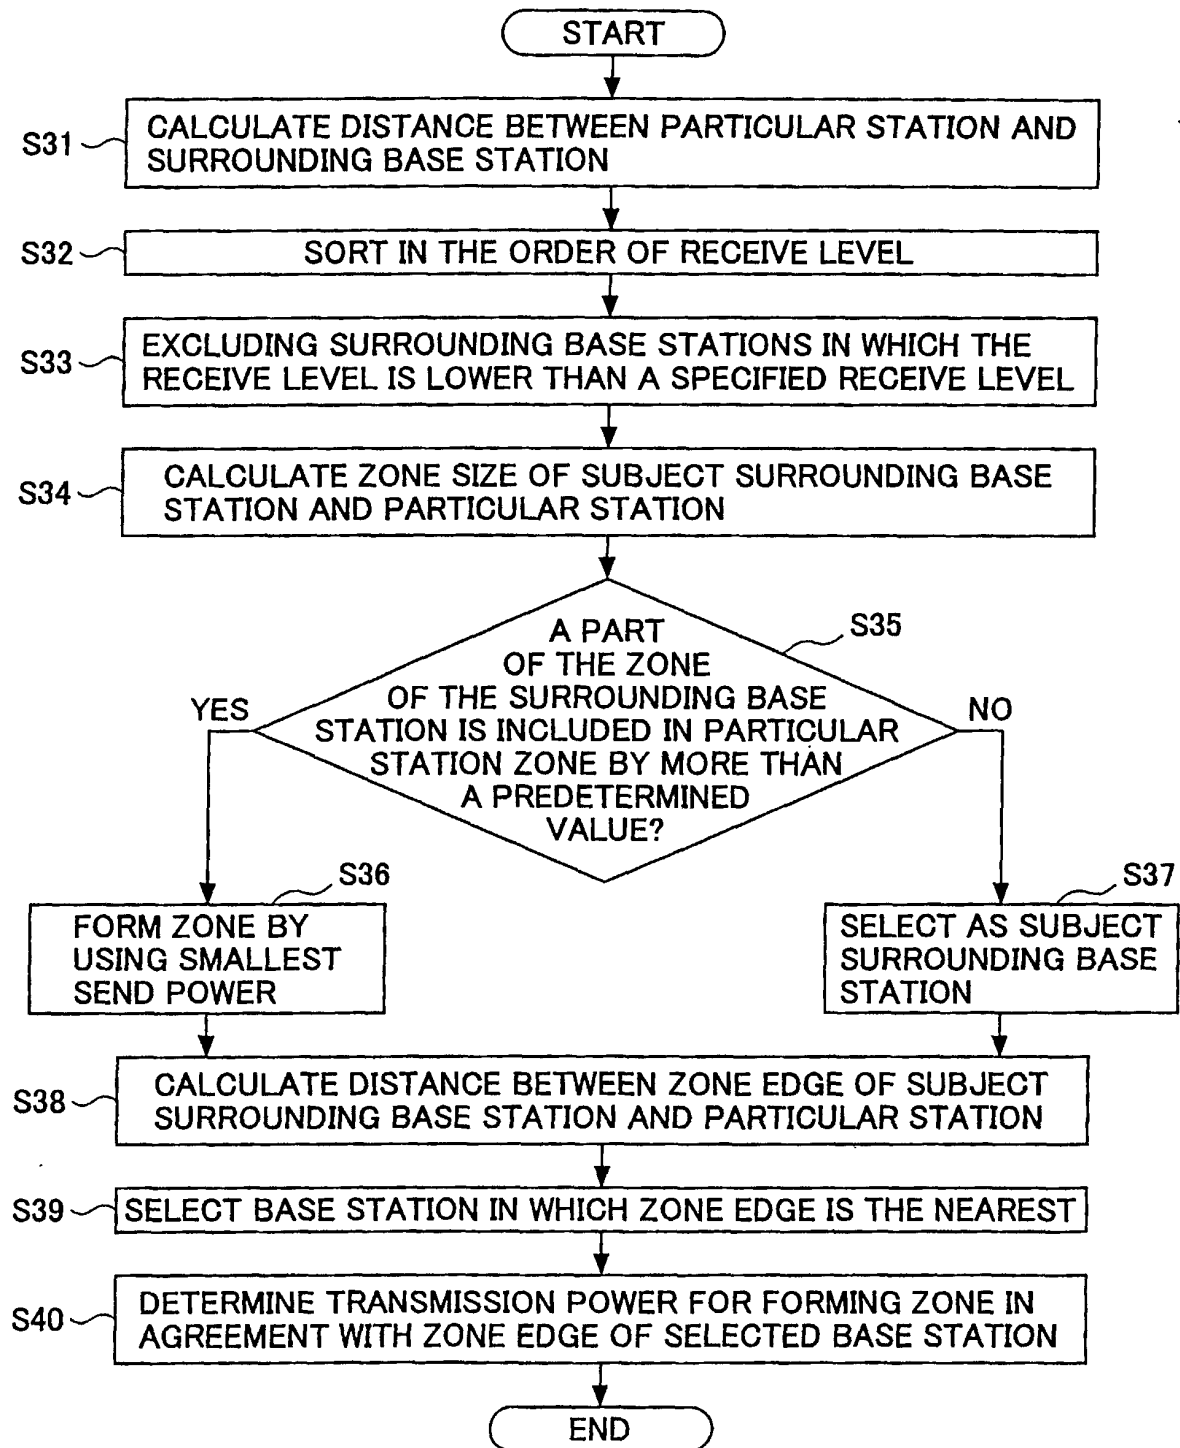 START
S31
CALCULATE DISTANCE BETWEEN PARTICULAR STATION AND
SURROUNDING BASE STATION
S32
SORT IN THE ORDER OF RECEIVE LEVEL
S33
EXCLUDING SURROUNDING BASE STATIONS IN WHICH THE
RECEIVE LEVEL IS LOWER THAN A SPECIFIED RECEIVE LEVEL
S34
CALCULATE ZONE SIZE OF SUBJECT SURROUNDING BASE
STATION AND PARTICULAR STATION
S35
A PART
OF THE ZONE
OF THE SURROUNDING BASE
STATION IS INCLUDED IN PARTICULAR
STATION ZONE BY MORE THAN
A PREDETERMINED
VALUE?
YES
NO
S36
FORM ZONE BY
USING SMALLEST
SEND POWER
S37
SELECT AS SUBJECT
SURROUNDING BASE
STATION
S38
CALCULATE DISTANCE BETWEEN ZONE EDGE OF SUBJECT
SURROUNDING BASE STATION AND PARTICULAR STATION
S39
SELECT BASE STATION IN WHICH ZONE EDGE IS THE NEAREST
S40
DETERMINE TRANSMISSION POWER FOR FORMING ZONE IN
AGREEMENT WITH ZONE EDGE OF SELECTED BASE STATION
END